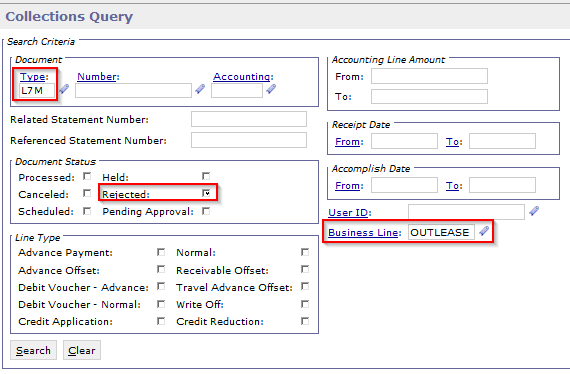 Collections Query
Search Criteria
Document
Type: Number: Accounting:
L7M
Related Statement Number:
Referenced Statement Number:
Document Status
Processed: Held:
Canceled: Rejected:
Scheduled: Pending Approval:
Line Type
Advance Payment: Normal:
Advance Offset: Receivable Offset:
Debit Voucher - Advance: Travel Advance Offset:
Debit Voucher - Normal: Write Off:
Credit Application: Credit Reduction:
Accounting Line Amount
From:
To:
Receipt Date
From: To:
Accomplish Date
From: To:
User ID:
Business Line: OUTLEASE
Search Clear